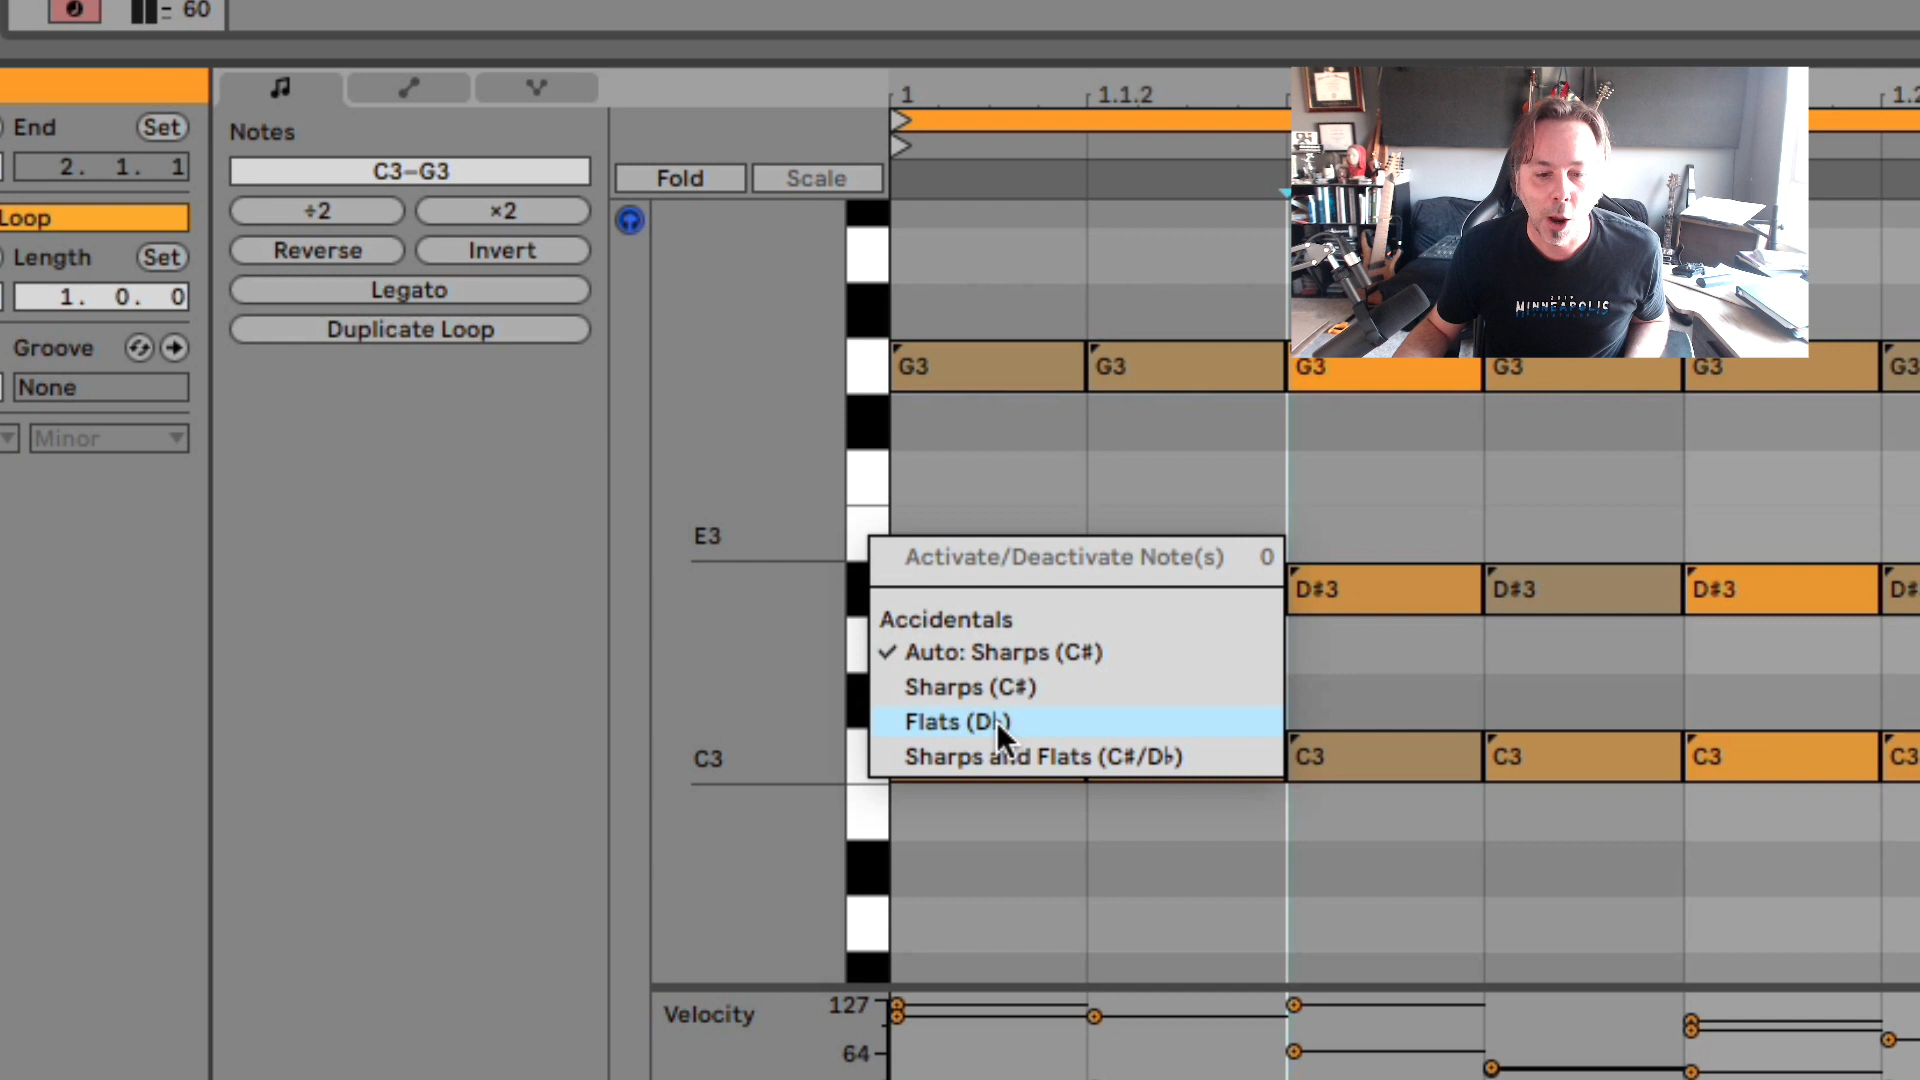 60
End Set
2. 1. 1
Loop
Length Set
1. 0. 0
Groove
None
Minor
Notes
C3–G3
÷2 ×2
Reverse Invert
Legato
Duplicate Loop
Fold Scale
1 1.1.2 1.2
G3 G3 G3 G3 G3 G3
E3
D♯3 D♯3 D♯3 D♯
C3
C3 C3 C3 C3
Activate/Deactivate Note(s) 0
Accidentals
Auto: Sharps (C♯)
Sharps (C♯)
Flats (D♭)
Sharps and Flats (C♯/D♭)
Velocity 127
64
2019
MINNEAPOLIS